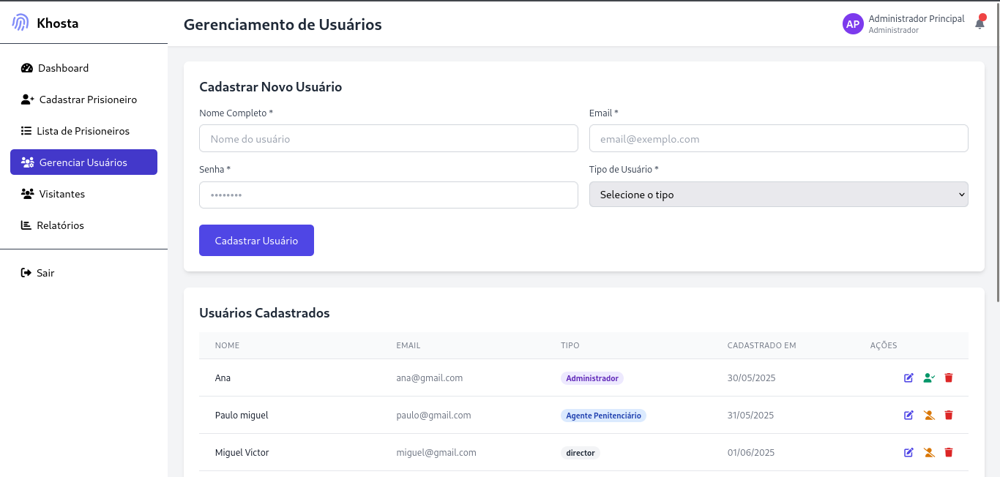 Khosta
Gerenciamento de Usuários
AP
Administrador Principal
Administrador
Dashboard
Cadastrar Prisioneiro
Lista de Prisioneiros
Gerenciar Usuários
Visitantes
Relatórios
Sair
Cadastrar Novo Usuário
Nome Completo *
Email *
Nome do usuário
email@exemplo.com
Senha *
Tipo de Usuário *
••••••••
Selecione o tipo
Cadastrar Usuário
Usuários Cadastrados
NOME EMAIL TIPO CADASTRADO EM AÇÕES
Ana ana@gmail.com Administrador 30/05/2025
Paulo miguel paulo@gmail.com Agente Penitenciário 31/05/2025
Miguel Victor miguel@gmail.com director 01/06/2025